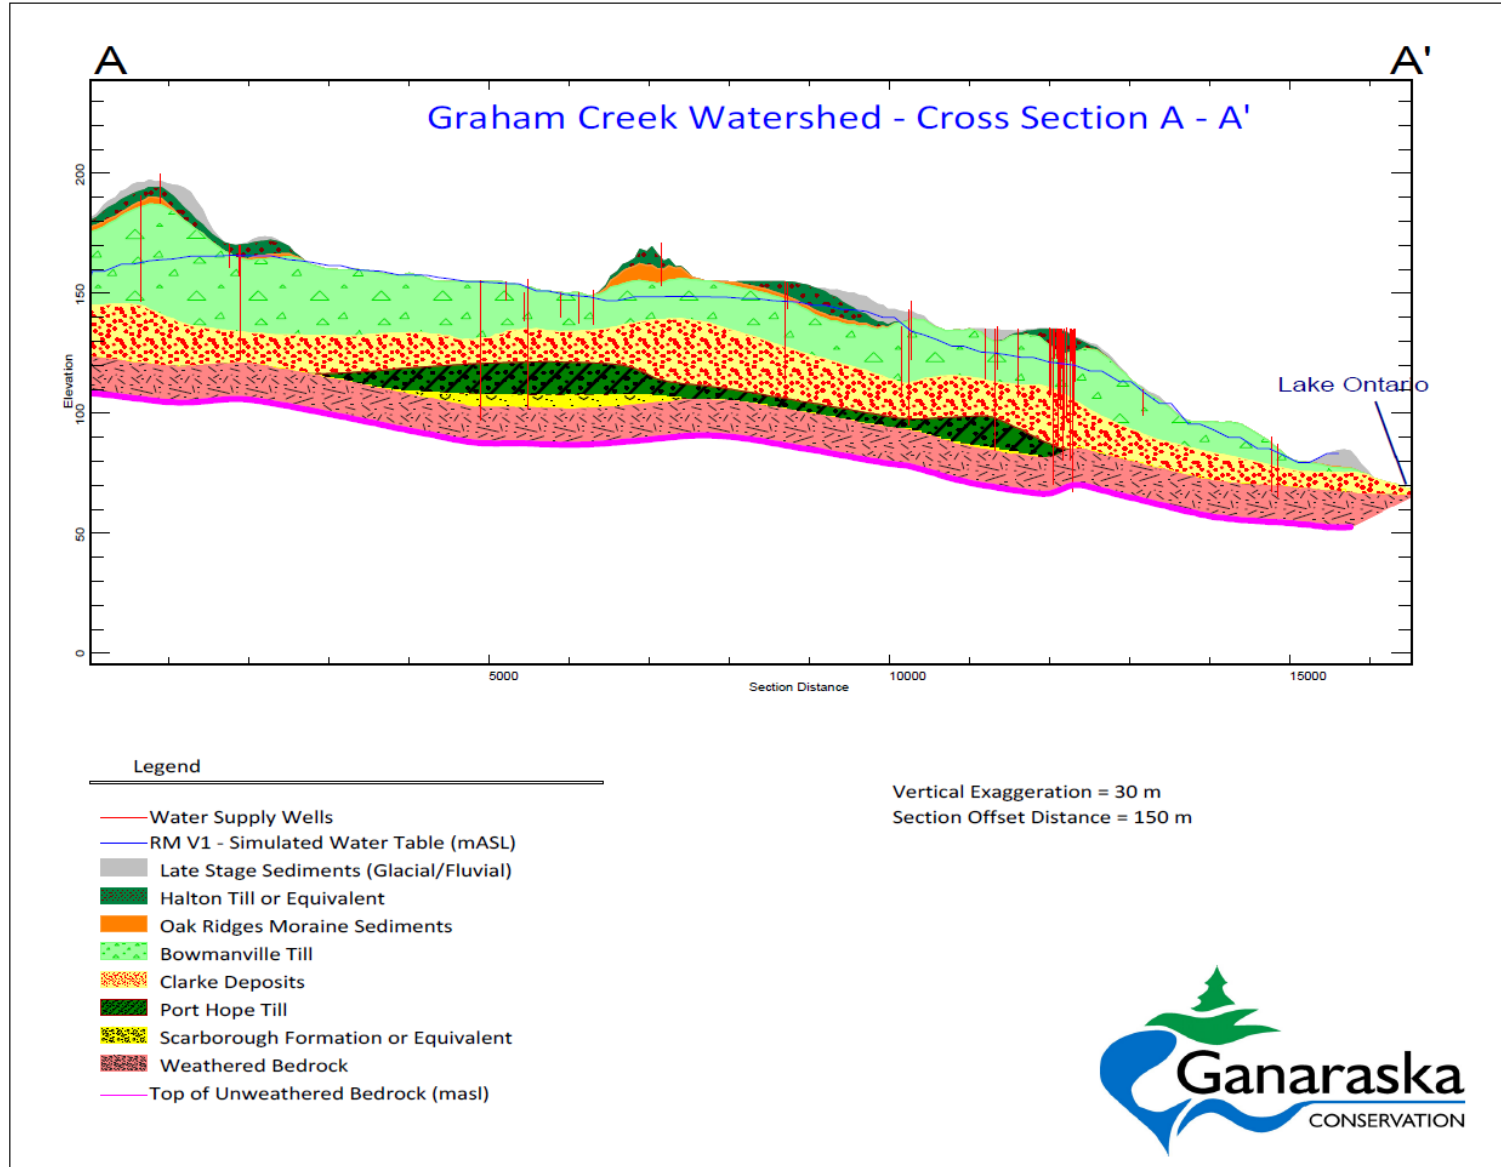 A A'
Graham Creek Watershed - Cross Section A - A'
200
150
100
50
0
Elevation
Lake Ontario
5000 10000 15000
Section Distance
Legend
Water Supply Wells
RM V1 - Simulated Water Table (mASL)
Late Stage Sediments (Glacial/Fluvial)
Halton Till or Equivalent
Oak Ridges Moraine Sediments
Bowmanville Till
Clarke Deposits
Port Hope Till
Scarborough Formation or Equivalent
Weathered Bedrock
Top of Unweathered Bedrock (masl)
Vertical Exaggeration = 30 m
Section Offset Distance = 150 m
Ganaraska
CONSERVATION